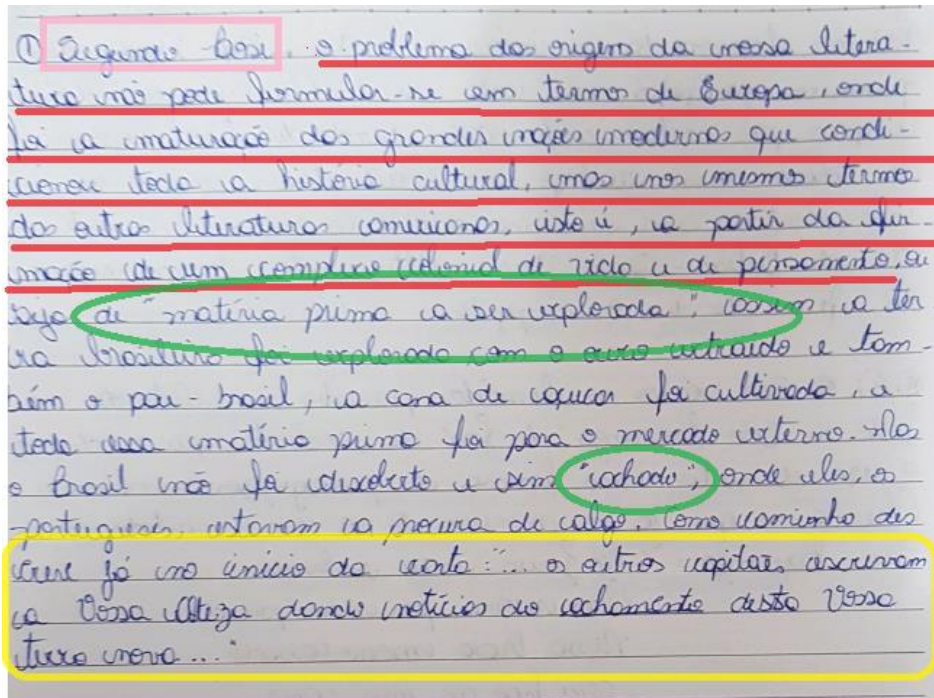 ① Segundo Bosi, o problema das origens da nossa litera-
tura não pode formular-se em termos de Europa, onde
foi a maturação das grandes nações modernas que condi-
cionou toda a história cultural, mas nos mesmos termos
das outras literaturas americanas, isto é, a partir da afir-
mação de um complexo colonial de vida e de pensamento, ou
seja de "matéria prima a ser explorada", assim a ter
ra brasileira foi explorada com o ouro extraído e tam-
bém o pau-brasil, a cana de açucar foi cultivada, e
toda essa matéria prima foi para o mercado externo. Mas
o Brasil não foi descoberto e sim "achado", onde eles, os
portugueses, estavam a procura de algo. Como caminha des
creve já no início da carta: "... os outros capitães escrevam
a Vossa Alteza dando notícias do achamento desta Vossa
terra nova..."